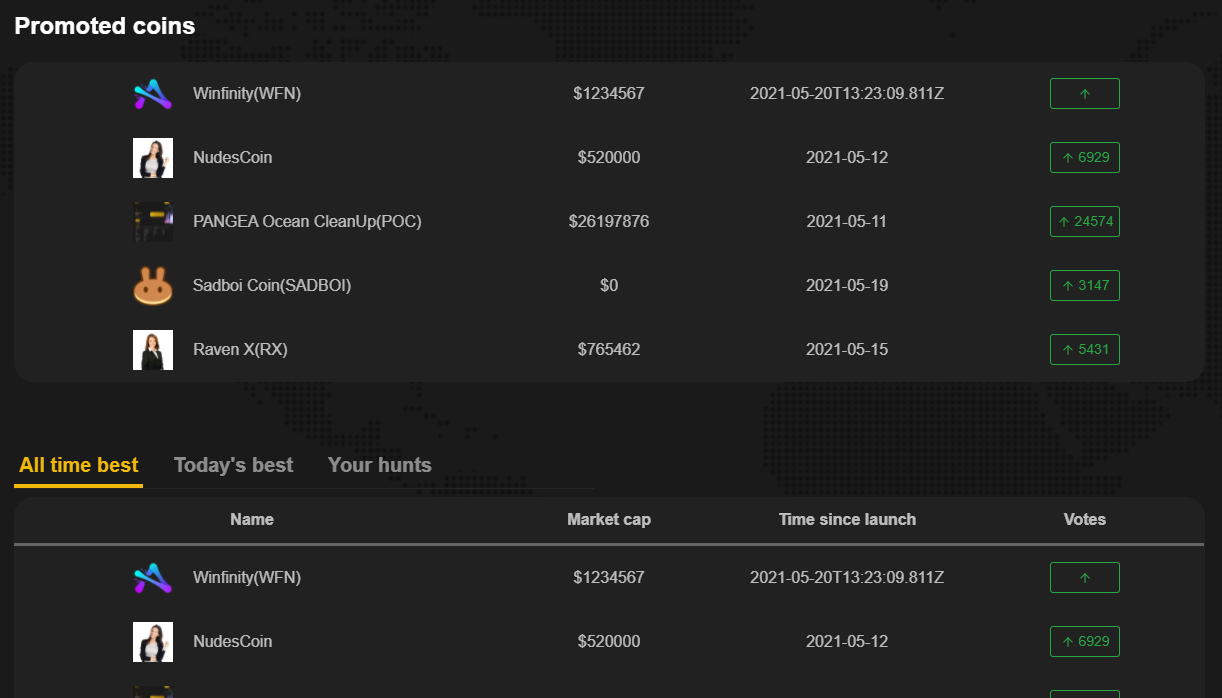 Promoted coins
Winfinity(WFN) $1234567 2021-05-20T13:23:09.811Z ↑
NudesCoin $520000 2021-05-12 ↑ 6929
PANGEA Ocean CleanUp(POC) $26197876 2021-05-11 ↑ 24574
Sadboi Coin(SADBOI) $0 2021-05-19 ↑ 3147
Raven X(RX) $765462 2021-05-15 ↑ 5431
All time best Today's best Your hunts
Name Market cap Time since launch Votes
Winfinity(WFN) $1234567 2021-05-20T13:23:09.811Z ↑
NudesCoin $520000 2021-05-12 ↑ 6929